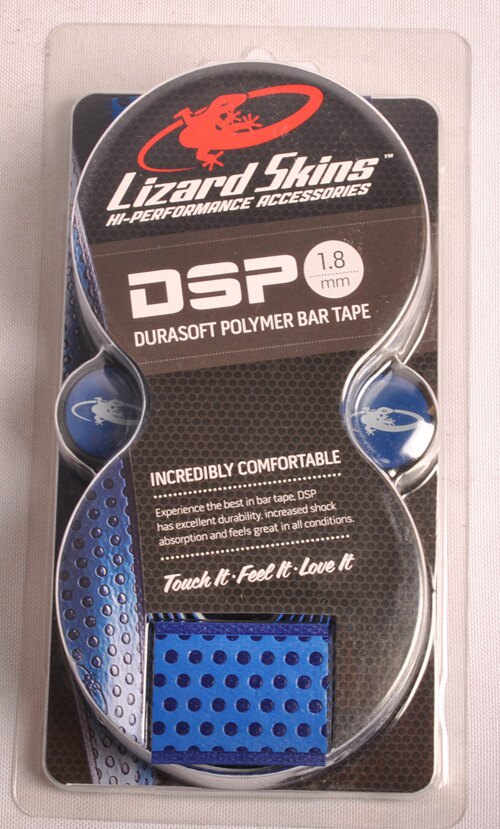 Lizard Skins™
HI-PERFORMANCE ACCESSORIES
DSP
1.8
mm
DURASOFT POLYMER BAR TAPE
INCREDIBLY COMFORTABLE
Experience the best in bar tape, DSP
has excellent durability, increased shock
absorption and feels great in all conditions.
Touch It · Feel It · Love It